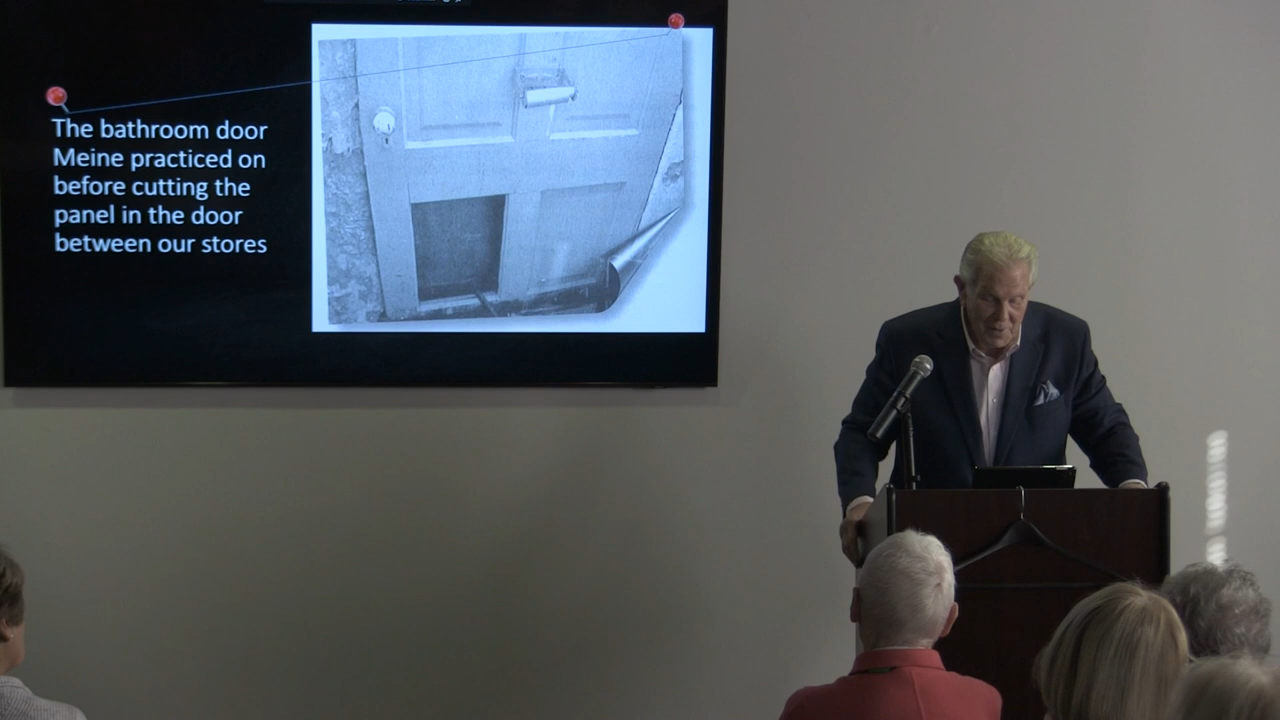 The bathroom door
Meine practiced on
before cutting the
panel in the door
between our stores